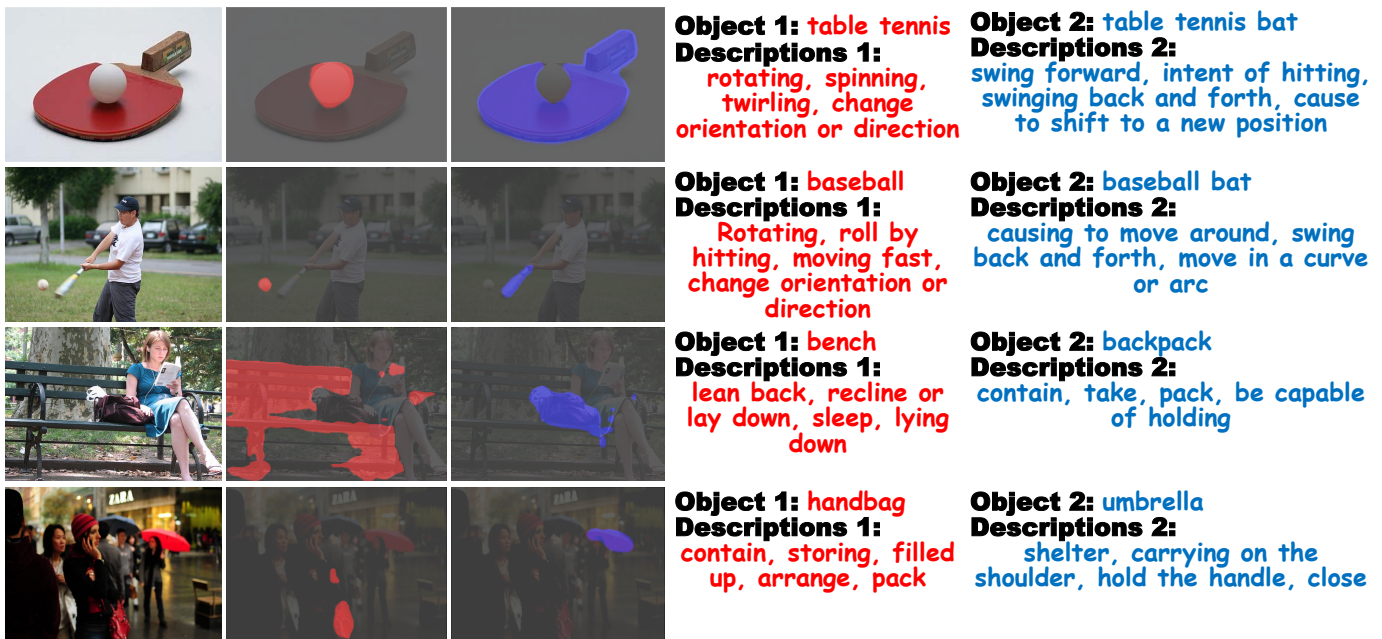 Object 1: table tennis
Descriptions 1:
rotating, spinning,
twirling, change
orientation or direction
Object 2: table tennis bat
Descriptions 2:
swing forward, intent of hitting,
swinging back and forth, cause
to shift to a new position
Object 1: baseball
Descriptions 1:
Rotating, roll by
hitting, moving fast,
change orientation or
direction
Object 2: baseball bat
Descriptions 2:
causing to move around, swing
back and forth, move in a curve
or arc
Object 1: bench
Descriptions 1:
lean back, recline or
lay down, sleep, lying
down
Object 2: backpack
Descriptions 2:
contain, take, pack, be capable
of holding
ZARA
ZARA
ZARA
Object 1: handbag
Descriptions 1:
contain, storing, filled
up, arrange, pack
Object 2: umbrella
Descriptions 2:
shelter, carrying on the
shoulder, hold the handle, close